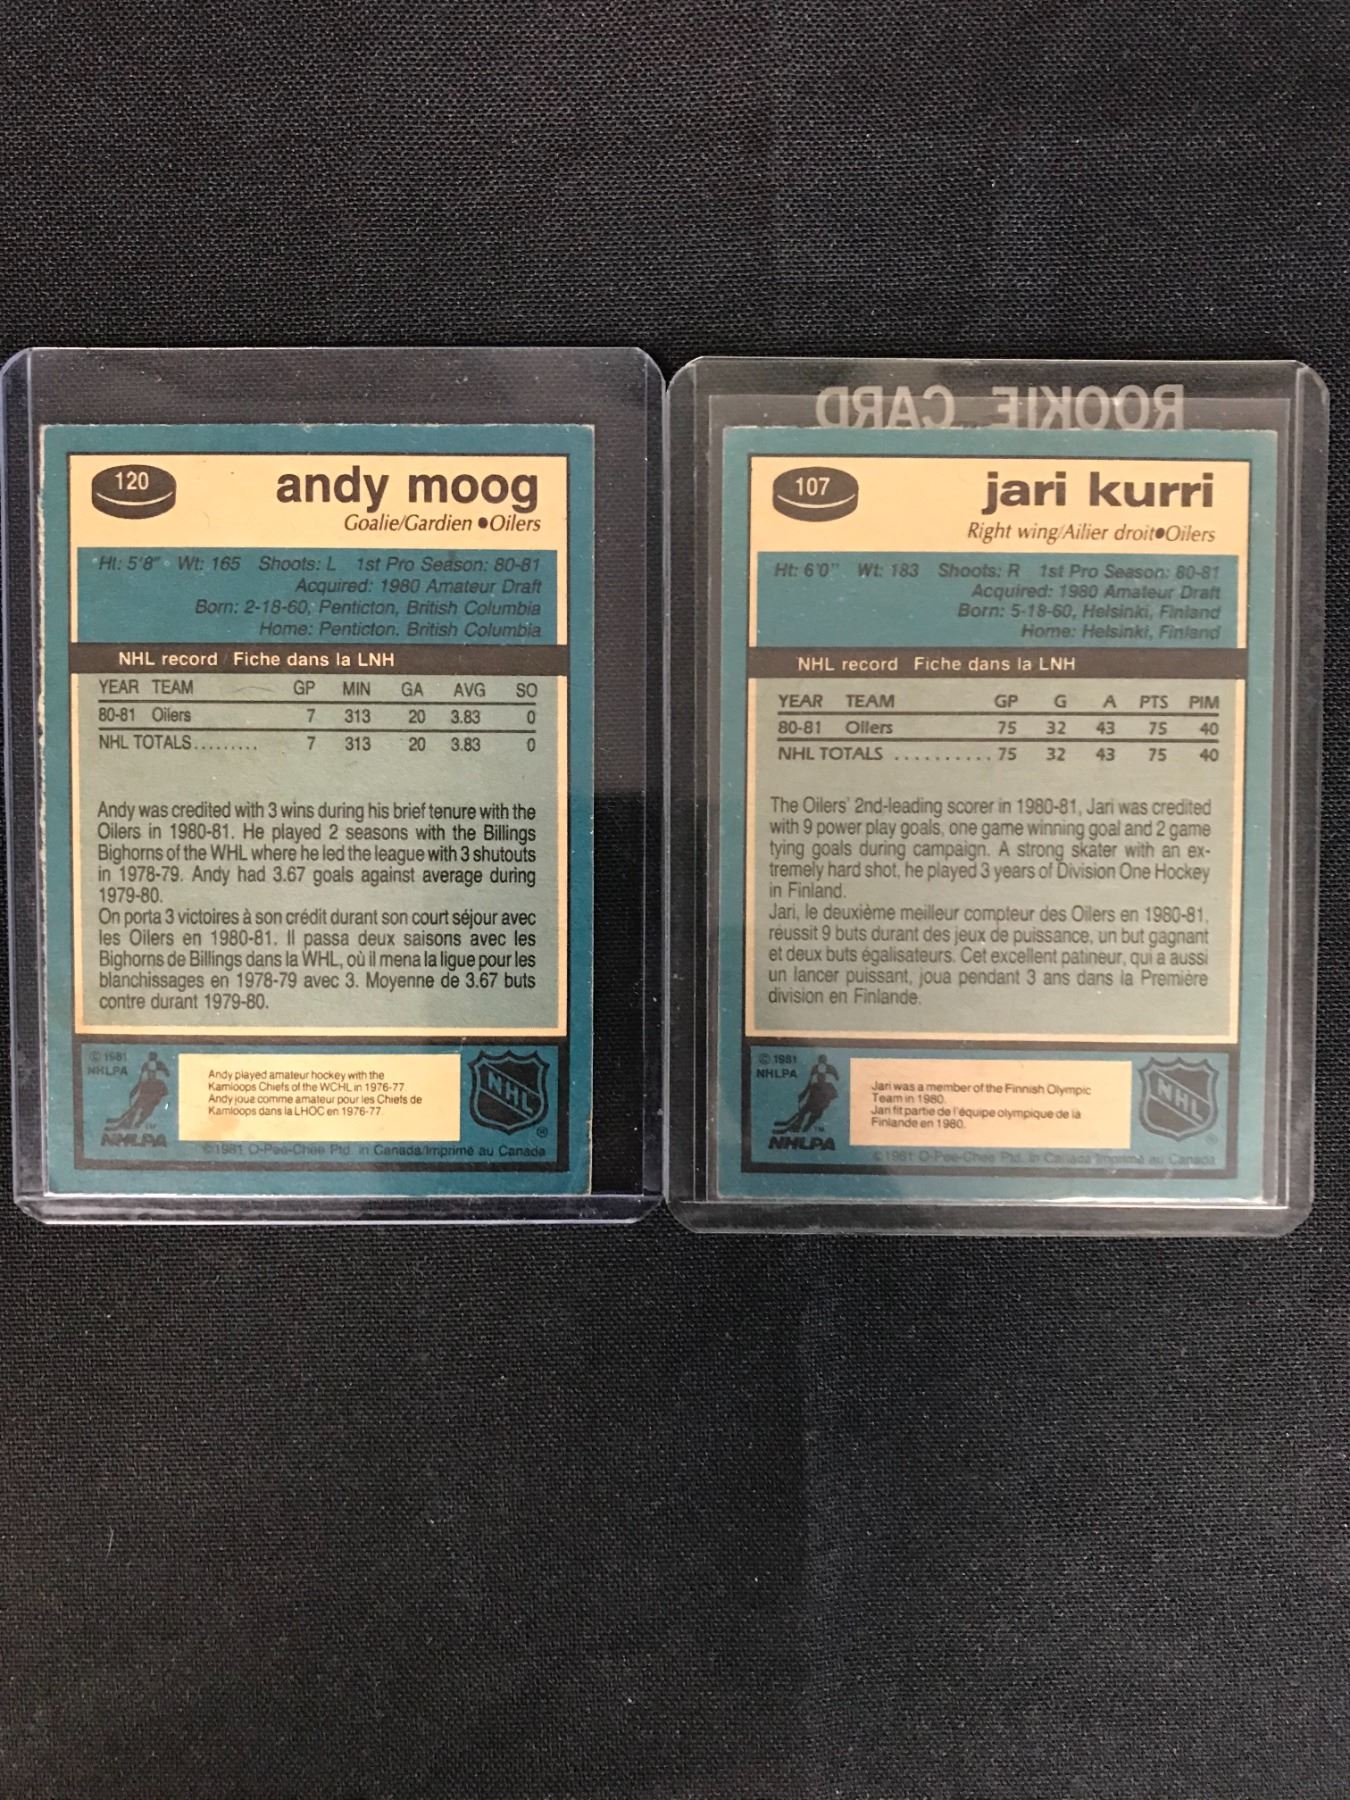 120
andy moog
Goalie/Gardien ●Oilers
Ht: 5'8" Wt: 165 Shoots: L 1st Pro Season: 80-81
Acquired: 1980 Amateur Draft
Born: 2-18-60, Penticton, British Columbia
Home: Penticton, British Columbia
NHL record / Fiche dans la LNH
YEAR TEAM GP MIN GA AVG SO
80-81 Oilers 7 313 20 3.83 0
NHL TOTALS......... 7 313 20 3.83 0
Andy was credited with 3 wins during his brief tenure with the
Oilers in 1980-81. He played 2 seasons with the Billings
Bighorns of the WHL where he led the league with 3 shutouts
in 1978-79. Andy had 3.67 goals against average during
1979-80.
On porta 3 victoires à son crédit durant son court séjour avec
les Oilers en 1980-81. Il passa deux saisons avec les
Bighorns de Billings dans la WHL, où il mena la ligue pour les
blanchissages en 1978-79 avec 3. Moyenne de 3.67 buts
contre durant 1979-80.
© 1981
NHLPA
Andy played amateur hockey with the
Kamloops Chiefs of the WCHL in 1976-77.
Andy joua comme amateur pour les Chiefs de
Kamloops dans la LHOC en 1976-77.
NHL
®
NHLPA
TM
©1981 O-Pee-Chee Ptd. in Canada/Imprimé au Canada
ROOKIE CARD
107
jari kurri
Right wing/Ailier droit●Oilers
Ht: 6'0" Wt: 183 Shoots: R 1st Pro Season: 80-81
Acquired: 1980 Amateur Draft
Born: 5-18-60, Helsinki, Finland
Home: Helsinki, Finland
NHL record Fiche dans la LNH
YEAR TEAM GP G A PTS PIM
80-81 Oilers 75 32 43 75 40
NHL TOTALS .......... 75 32 43 75 40
The Oilers' 2nd-leading scorer in 1980-81, Jari was credited
with 9 power play goals, one game winning goal and 2 game
tying goals during campaign. A strong skater with an ex-
tremely hard shot, he played 3 years of Division One Hockey
in Finland.
Jari, le deuxième meilleur compteur des Oilers en 1980-81,
réussit 9 buts durant des jeux de puissance, un but gagnant
et deux buts égalisateurs. Cet excellent patineur, qui a aussi
un lancer puissant, joua pendant 3 ans dans la Première
division en Finlande.
© 1981
NHLPA
Jari was a member of the Finnish Olympic
Team in 1980.
Jari fit partie de l'équipe olympique de la
Finlande en 1980.
NHL
®
NHLPA
TM
©1981 O-Pee-Chee Ptd. in Canada/Imprimé au Canada